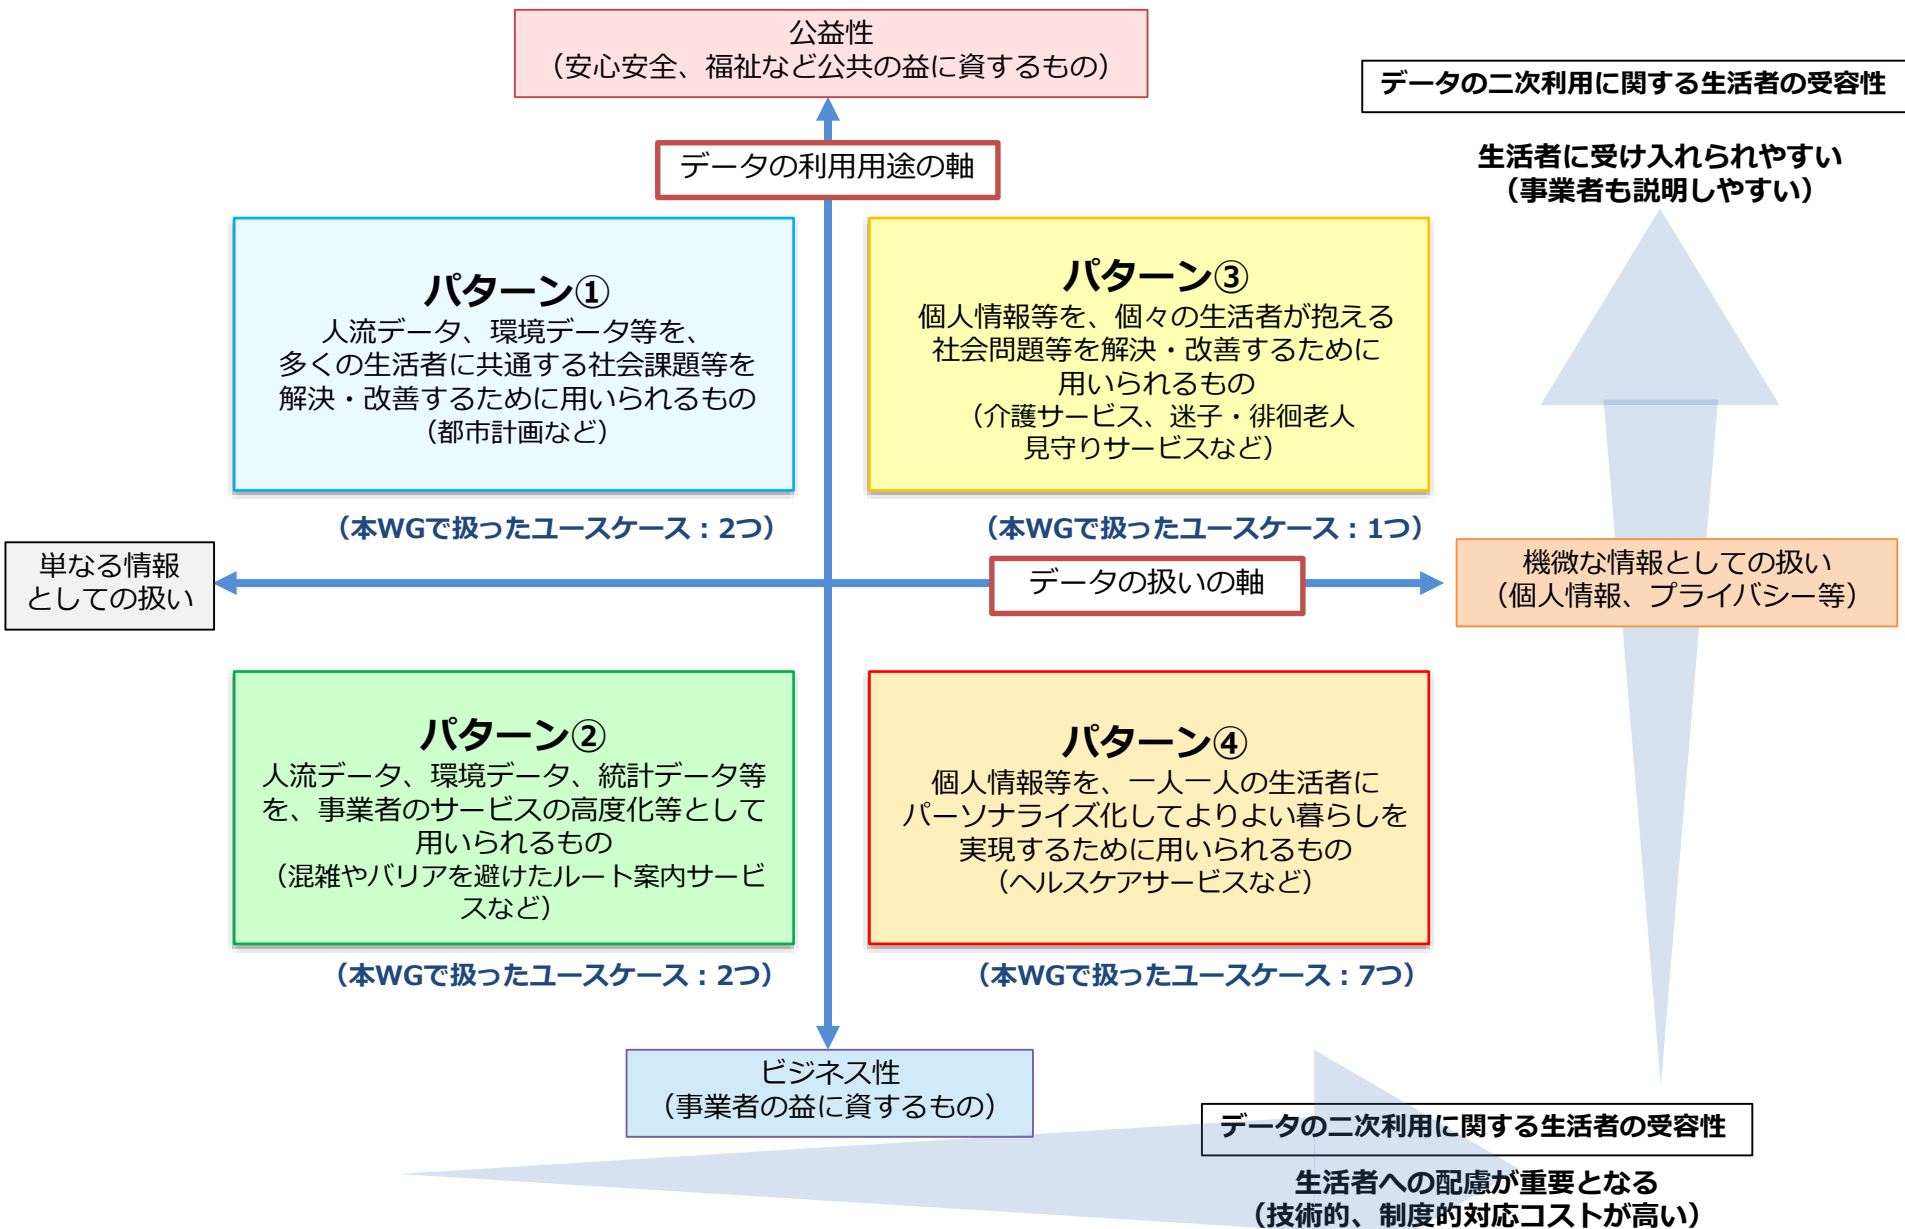 公益性
（安心安全、福祉など公共の益に資するもの）
データの二次利用に関する生活者の受容性
生活者に受け入れられやすい
（事業者も説明しやすい）
データの利用用途の軸
パターン①
人流データ、環境データ等を、
多くの生活者に共通する社会課題等を
解決・改善するために用いられるもの
（都市計画など）
（本WGで扱ったユースケース：2つ）
パターン③
個人情報等を、個々の生活者が抱える
社会問題等を解決・改善するために
用いられるもの
（介護サービス、迷子・徘徊老人
見守りサービスなど）
（本WGで扱ったユースケース：1つ）
単なる情報
としての扱い
データの扱いの軸
機微な情報としての扱い
（個人情報、プライバシー等）
パターン②
人流データ、環境データ、統計データ等
を、事業者のサービスの高度化等として
用いられるもの
（混雑やバリアを避けたルート案内サービ
スなど）
（本WGで扱ったユースケース：2つ）
パターン④
個人情報等を、一人一人の生活者に
パーソナライズ化してよりよい暮らしを
実現するために用いられるもの
（ヘルスケアサービスなど）
（本WGで扱ったユースケース：7つ）
ビジネス性
（事業者の益に資するもの）
データの二次利用に関する生活者の受容性
生活者への配慮が重要となる
（技術的、制度的対応コストが高い）